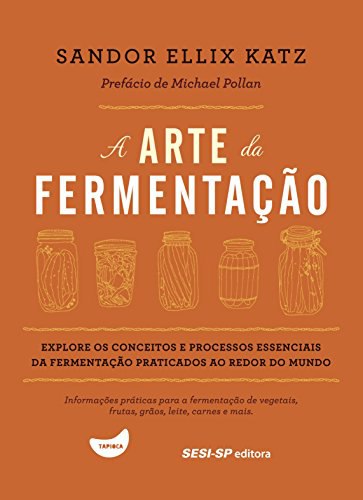 SANDOR ELLIX KATZ
Prefácio de Michael Pollan
A ARTE da
FERMENTAÇÃO
EXPLORE OS CONCEITOS E PROCESSOS ESSENCIAIS
DA FERMENTAÇÃO PRATICADOS AO REDOR DO MUNDO
Informações práticas para a fermentação de vegetais,
frutas, grãos, leite, carnes e mais.
TAPIOCA
SESI-SP editora